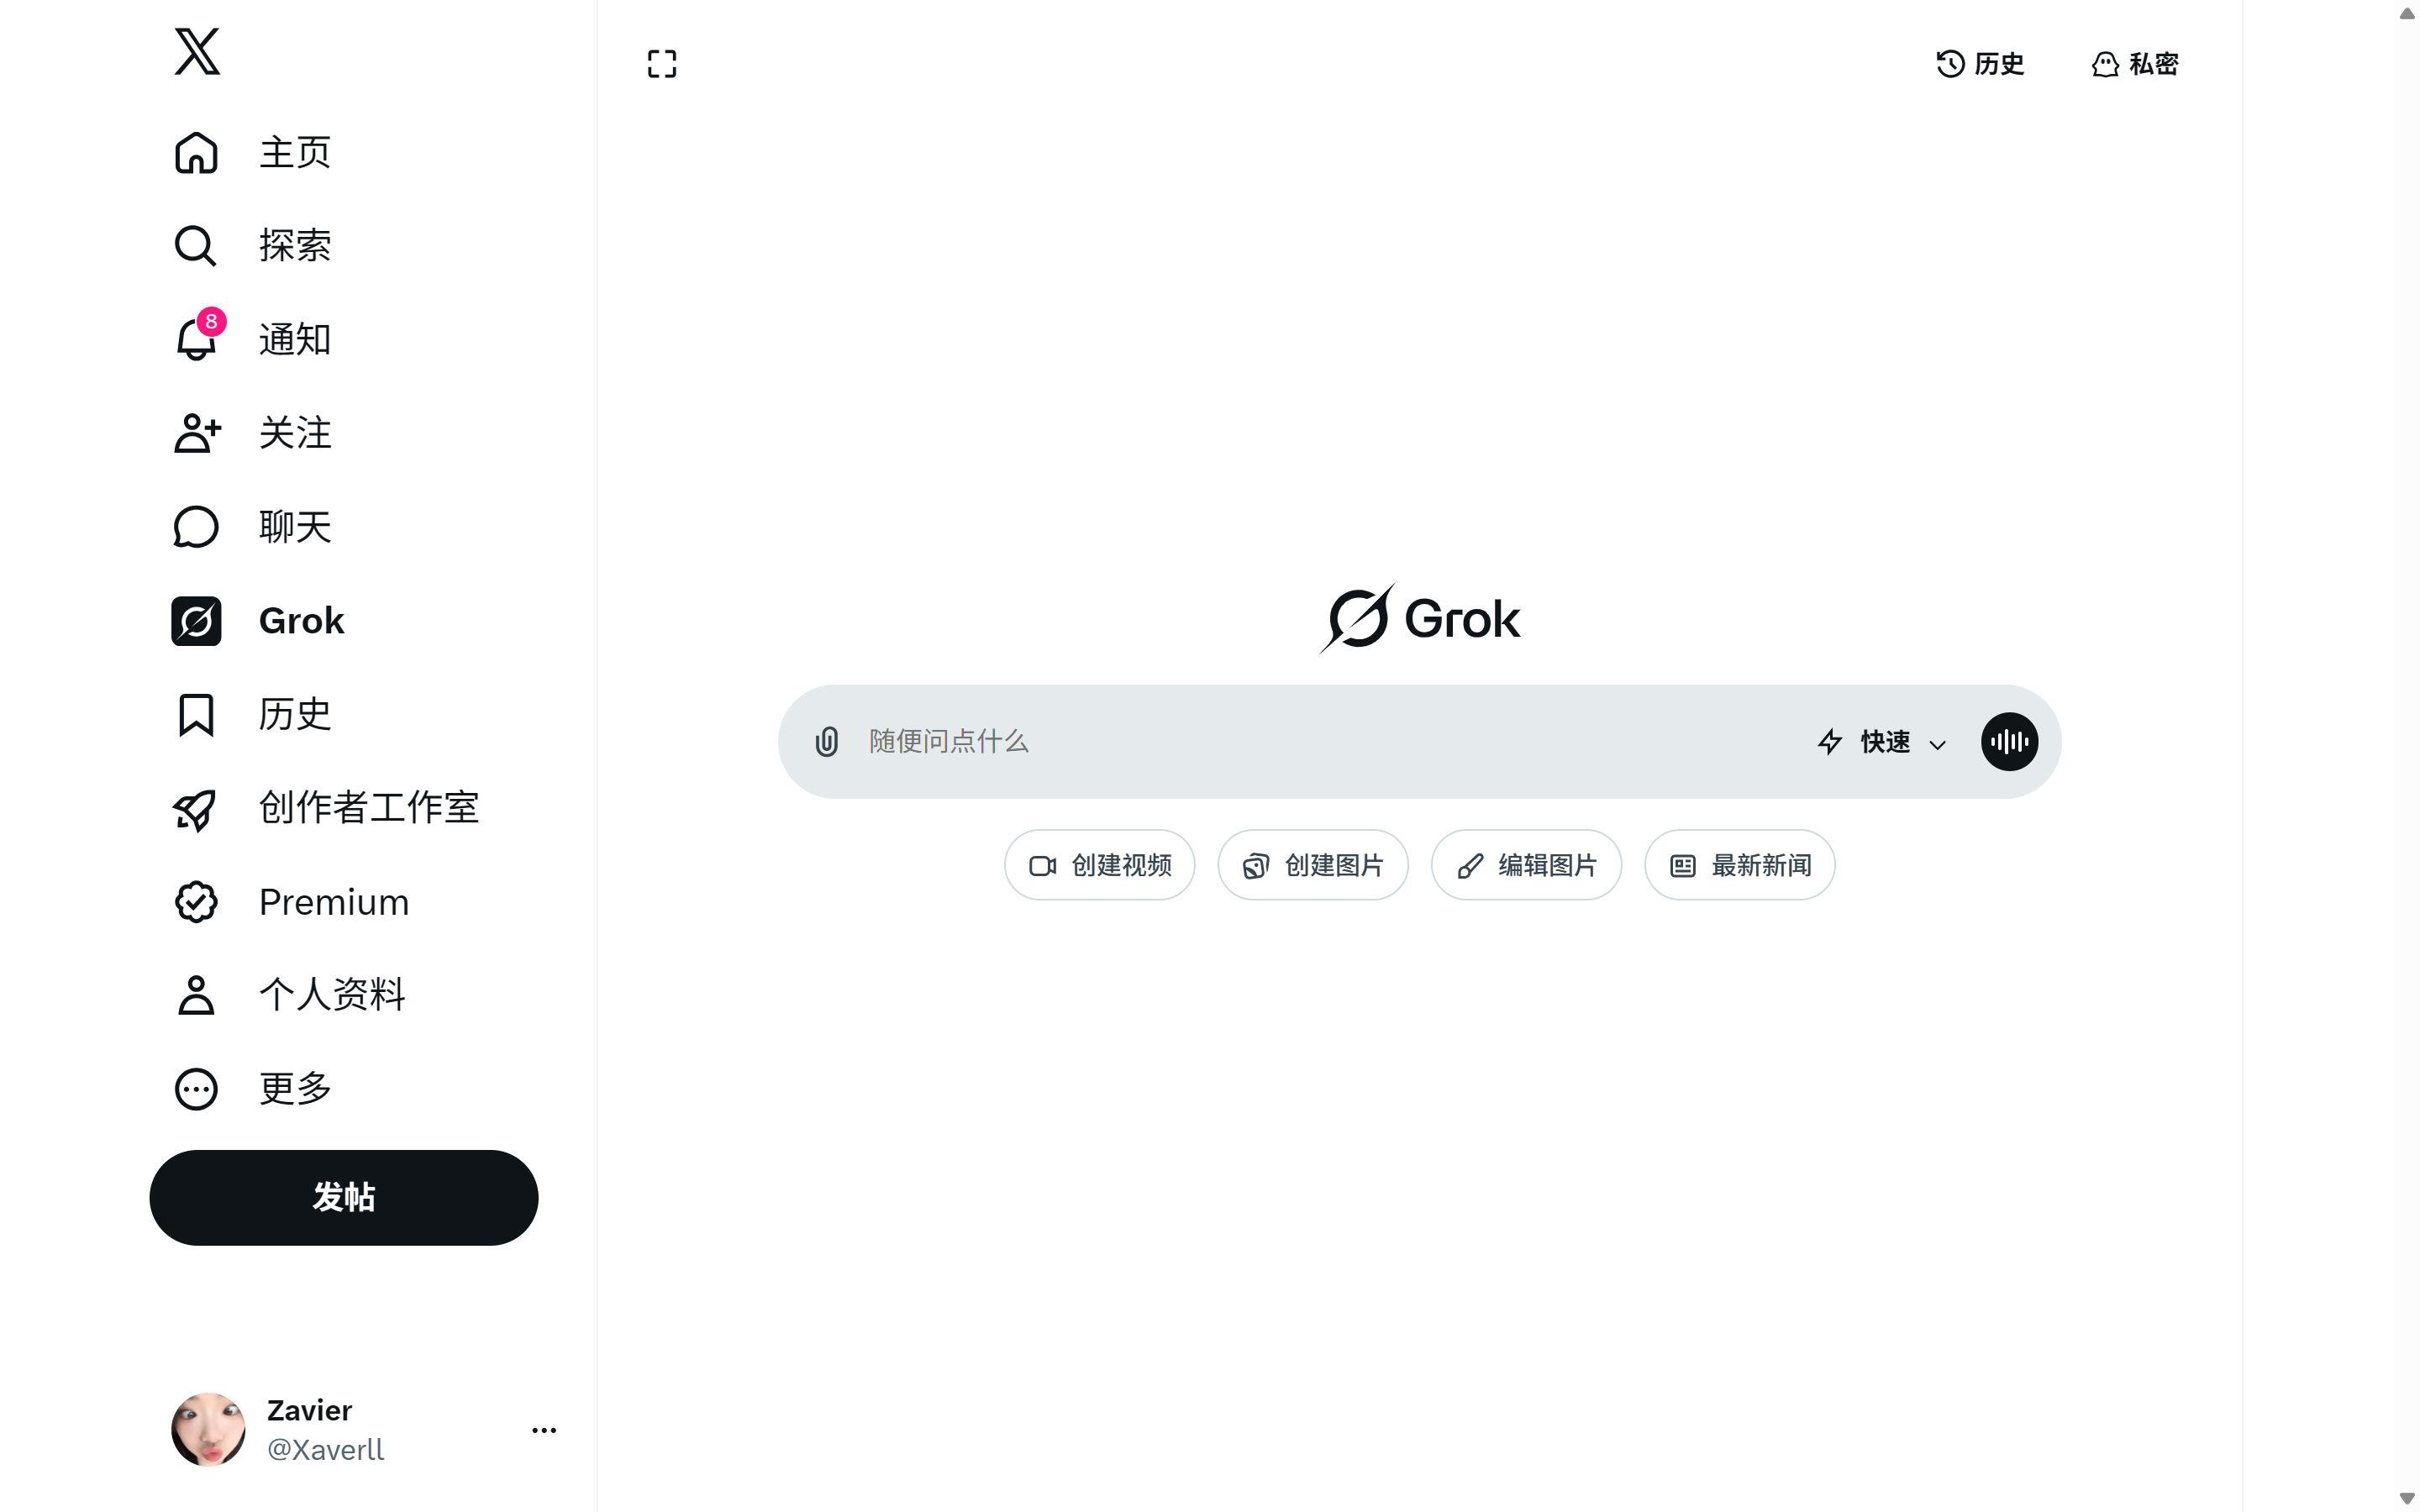 主页
探索
8
通知
关注
聊天
Grok
历史
创作者工作室
Premium
个人资料
更多
发帖
Zavier
@Xaverll
历史
私密
Grok
随便问点什么
快速
创建视频
创建图片
编辑图片
最新新闻